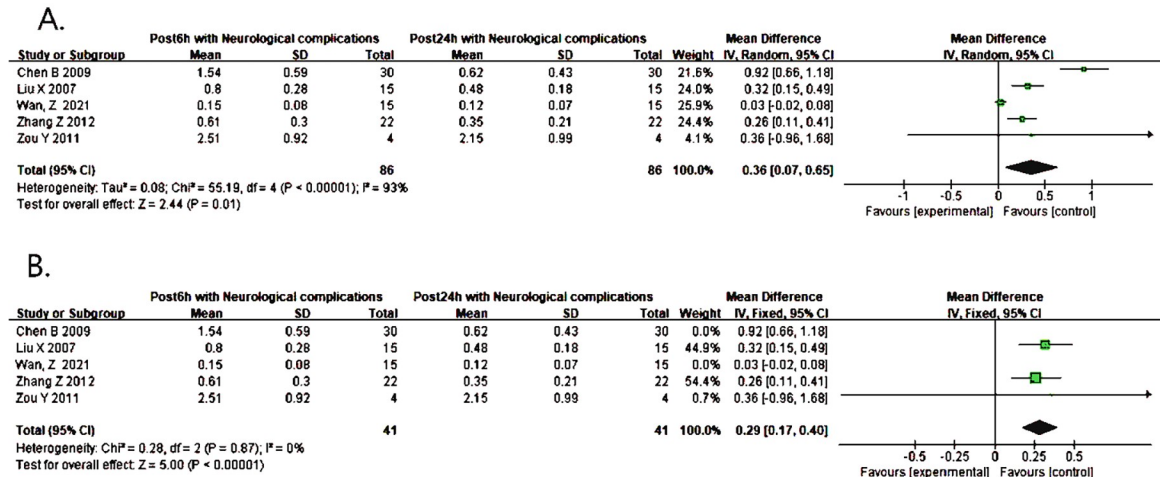 A.
Post6h with Neurological complications Post24h with Neurological complications Mean Difference Mean Difference
Study or Subgroup Mean SD Total Mean SD Total Weight IV, Random, 95% CI IV, Random, 95% CI
Chen B 2009 1.54 0.59 30 0.62 0.43 30 21.6% 0.92 [0.66, 1.18]
Liu X 2007 0.8 0.28 15 0.48 0.18 15 24.0% 0.32 [0.15, 0.49]
Wan, Z 2021 0.15 0.08 15 0.12 0.07 15 25.9% 0.03 [-0.02, 0.08]
Zhang Z 2012 0.61 0.3 22 0.35 0.21 22 24.4% 0.26 [0.11, 0.41]
Zou Y 2011 2.51 0.92 4 2.15 0.99 4 4.1% 0.36 [-0.96, 1.68]
Total (95% CI) 86 86 100.0% 0.36 [0.07, 0.65]
Heterogeneity: Tau² = 0.08; Chi² = 55.19, df = 4 (P < 0.00001); I² = 93%
Test for overall effect: Z = 2.44 (P = 0.01)
-1 -0.5 0 0.5 1
Favours [experimental] Favours [control]
B.
Post6h with Neurological complications Post24h with Neurological complications Mean Difference Mean Difference
Study or Subgroup Mean SD Total Mean SD Total Weight IV, Fixed, 95% CI IV, Fixed, 95% CI
Chen B 2009 1.54 0.59 30 0.62 0.43 30 0.0% 0.92 [0.66, 1.18]
Liu X 2007 0.8 0.28 15 0.48 0.18 15 44.9% 0.32 [0.15, 0.49]
Wan, Z 2021 0.15 0.08 15 0.12 0.07 15 0.0% 0.03 [-0.02, 0.08]
Zhang Z 2012 0.61 0.3 22 0.35 0.21 22 54.4% 0.26 [0.11, 0.41]
Zou Y 2011 2.51 0.92 4 2.15 0.99 4 0.7% 0.36 [-0.96, 1.68]
Total (95% CI) 41 41 100.0% 0.29 [0.17, 0.40]
Heterogeneity: Chi² = 0.28, df = 2 (P = 0.87); I² = 0%
Test for overall effect: Z = 5.00 (P < 0.00001)
-0.5 -0.25 0 0.25 0.5
Favours [experimental] Favours [control]